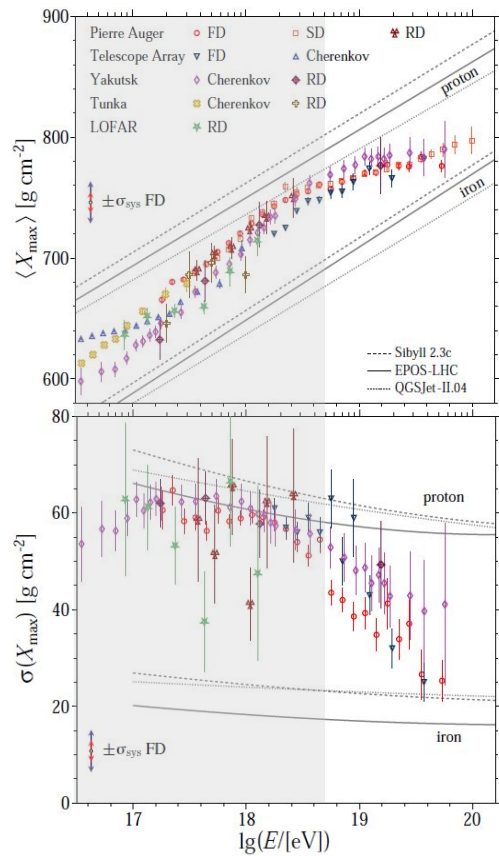 900
Pierre Auger FD SD RD
Telescope Array FD Cherenkov
Yakutsk Cherenkov RD
Tunka Cherenkov RD
LOFAR RD
proton
800
±σsys FD
iron
700
⟨Xmax⟩ [g cm⁻²]
Sibyll 2.3c
EPOS-LHC
QGSJet-II.04
600
80
proton
60
σ(Xmax) [g cm⁻²]
40
20
±σsys FD
iron
0
17 18 19 20
lg(E/[eV])